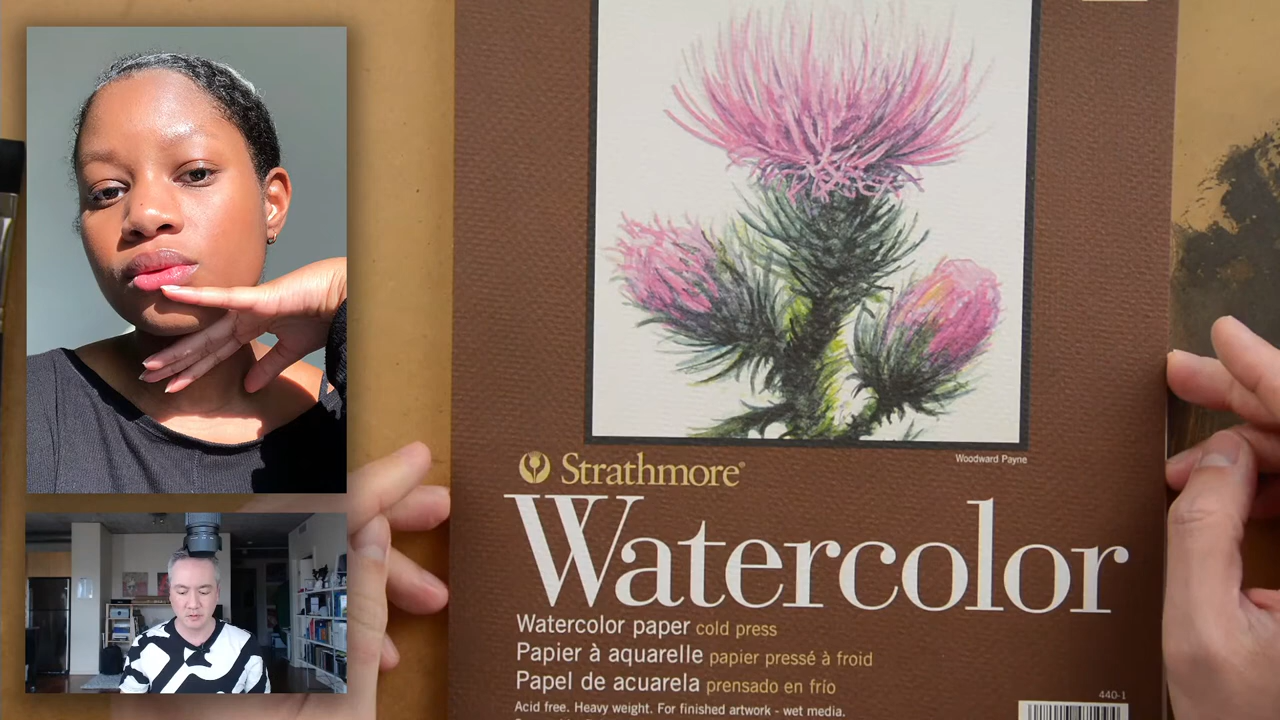 Woodward Payne
Strathmore®
Watercolor
Watercolor paper cold press
Papier à aquarelle papier pressé à froid
Papel de acuarela prensado en frío
440-1
Acid free. Heavy weight. For finished artwork - wet media.